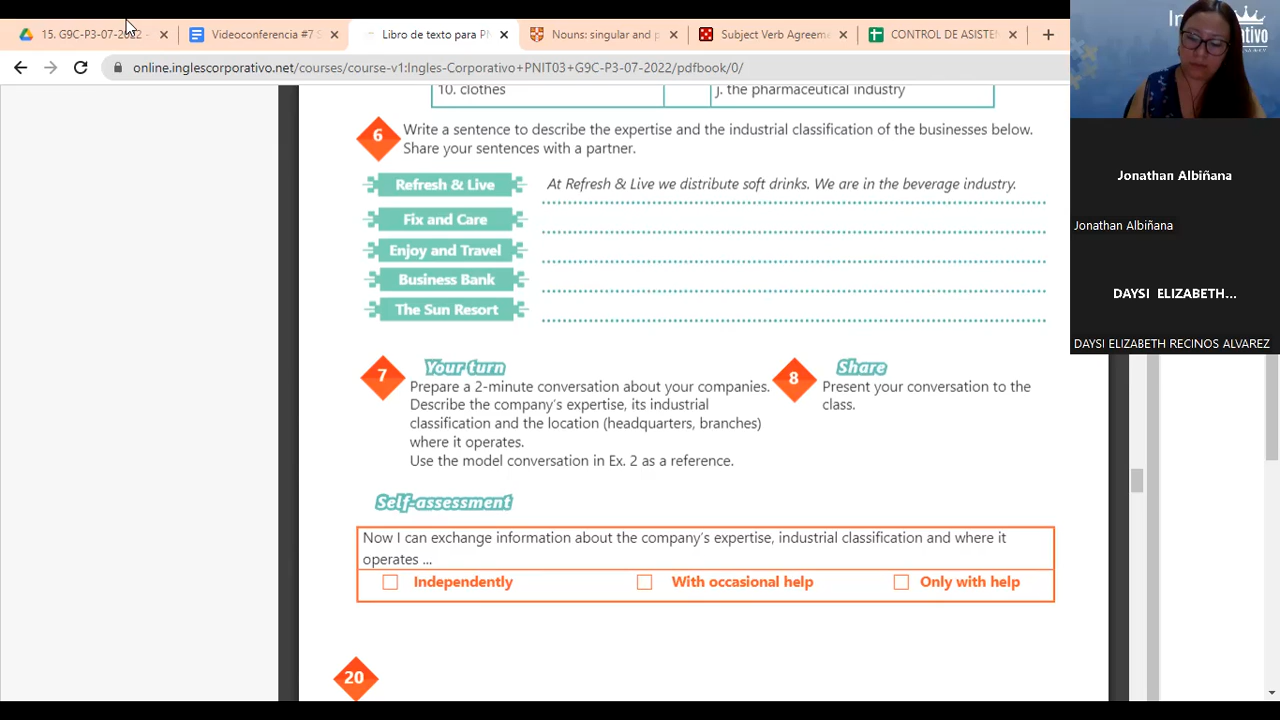 15. G9C-P3-07-2022 -
Videoconferencia #7 S
Libro de texto para PN
Nouns: singular and p
Subject Verb Agreeme
CONTROL DE ASISTEN
online.inglescorporativo.net/courses/course-v1:Ingles-Corporativo+PNIT03+G9C-P3-07-2022/pdfbook/0/
10. clothes
j. the pharmaceutical industry
6
Write a sentence to describe the expertise and the industrial classification of the businesses below.
Share your sentences with a partner.
Refresh & Live
At Refresh & Live we distribute soft drinks. We are in the beverage industry.
Fix and Care
Enjoy and Travel
Business Bank
The Sun Resort
7
Your turn
Prepare a 2-minute conversation about your companies.
Describe the company's expertise, its industrial
classification and the location (headquarters, branches)
where it operates.
Use the model conversation in Ex. 2 as a reference.
8
Share
Present your conversation to the
class.
Self-assessment
Now I can exchange information about the company's expertise, industrial classification and where it
operates ...
Independently
With occasional help
Only with help
20
Jonathan Albiñana
Jonathan Albiñana
DAYSI ELIZABETH...
DAYSI ELIZABETH RECINOS ALVAREZ